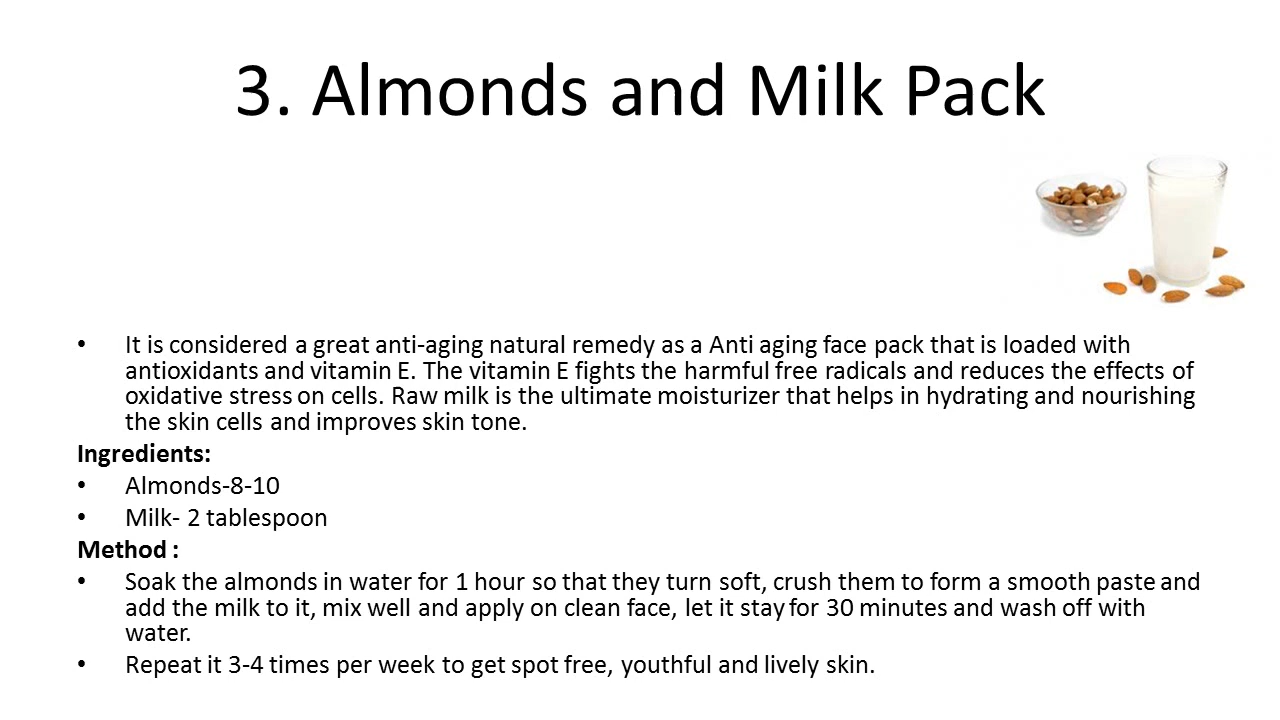 3. Almonds and Milk Pack
• It is considered a great anti-aging natural remedy as a Anti aging face pack that is loaded with
antioxidants and vitamin E. The vitamin E fights the harmful free radicals and reduces the effects of
oxidative stress on cells. Raw milk is the ultimate moisturizer that helps in hydrating and nourishing
the skin cells and improves skin tone.
Ingredients:
• Almonds-8-10
• Milk- 2 tablespoon
Method :
• Soak the almonds in water for 1 hour so that they turn soft, crush them to form a smooth paste and
add the milk to it, mix well and apply on clean face, let it stay for 30 minutes and wash off with
water.
• Repeat it 3-4 times per week to get spot free, youthful and lively skin.